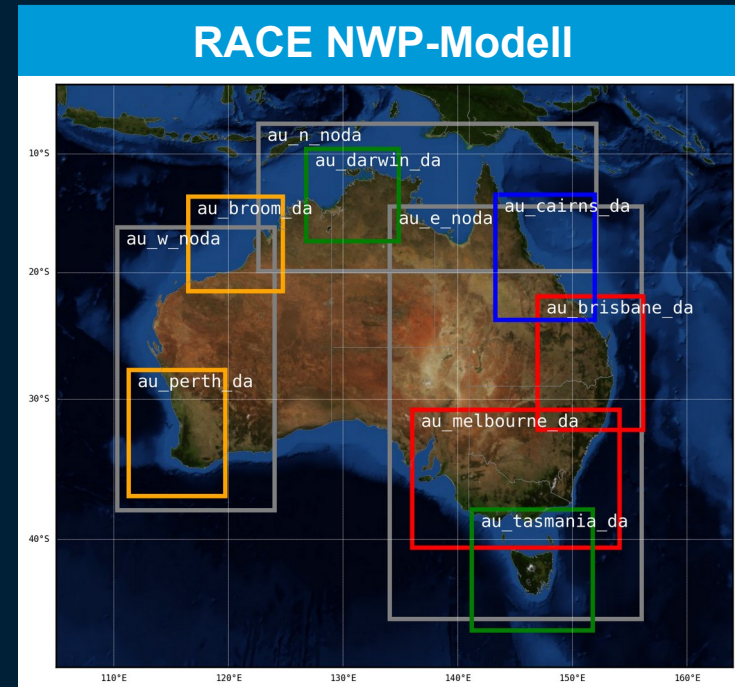 RACE NWP-Modell
au_n_noda
10°S
au_darwin_da
au_broom_da
au_cairns_da
au_e_noda
au_w_noda
20°S
au_brisbane_da
au_perth_da
30°S
au_melbourne_da
au_tasmania_da
40°S
110°E 120°E 130°E 140°E 150°E 160°E